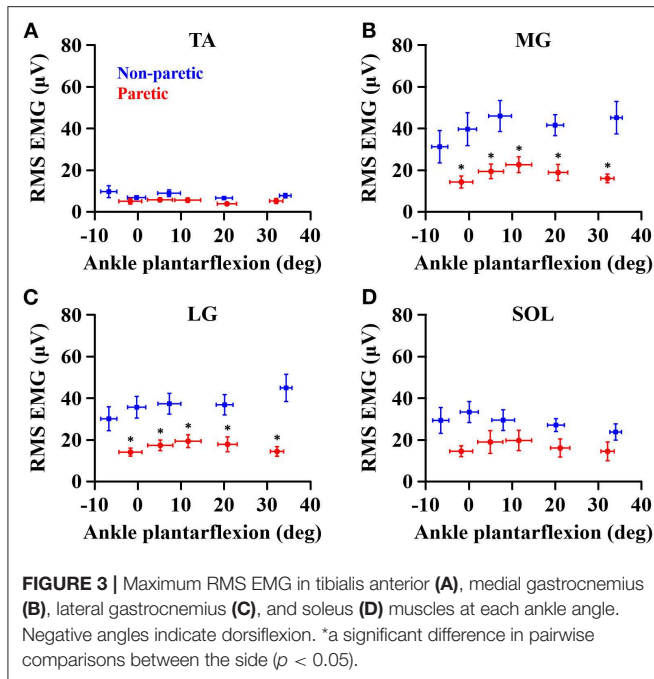 A
TA
80
60
40
20
0
RMS EMG (µV)
Non-paretic
Paretic
-10 0 10 20 30 40
Ankle plantarflexion (deg)
B
MG
80
60
40
20
0
RMS EMG (µV)
* * * * *
-10 0 10 20 30 40
Ankle plantarflexion (deg)
C
LG
80
60
40
20
0
RMS EMG (µV)
* * * * *
-10 0 10 20 30 40
Ankle plantarflexion (deg)
D
SOL
80
60
40
20
0
RMS EMG (µV)
-10 0 10 20 30 40
Ankle plantarflexion (deg)
FIGURE 3 | Maximum RMS EMG in tibialis anterior (A), medial gastrocnemius
(B), lateral gastrocnemius (C), and soleus (D) muscles at each ankle angle.
Negative angles indicate dorsiflexion. *a significant difference in pairwise
comparisons between the side (p < 0.05).